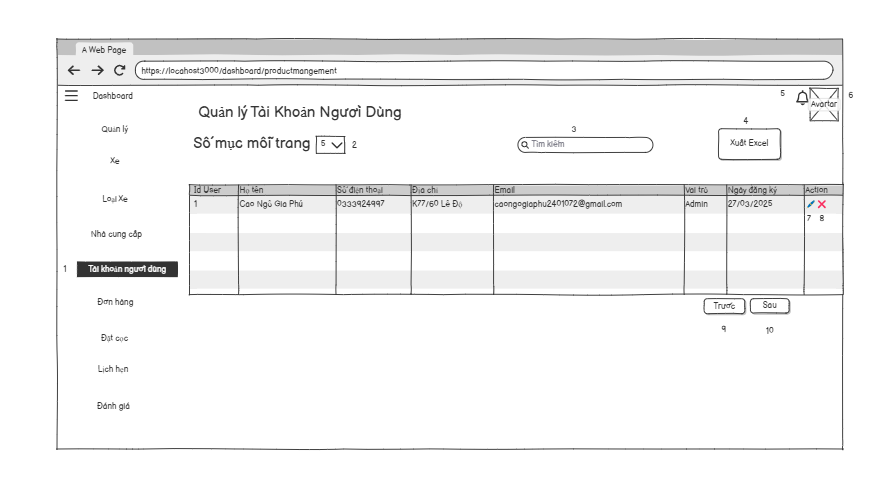 A Web Page
https://locahost3000/dashboard/productmangement
Dashboard
5
6
Avartar
Quản lý Tài Khoản Người Dùng
Quản lý
4
Số mục môĩ trang 5 2
3
Tìm kiếm
Xuất Excel
Xe
Id User Họ tên Số điện thoại Địa chỉ Email Vai trò Ngày đăng ký Action
1 Cao Ngô Gia Phú 0333924997 K77/60 Lê Độ caongogiaphu2401072@gmail.com Admin 27/03/2025
7 8
Loại Xe
Nhà cung cấp
1 Tài khoản người dùng
Đơn hàng
Trước Sau
9 10
Đặt cọc
Lịch hẹn
Đánh giá